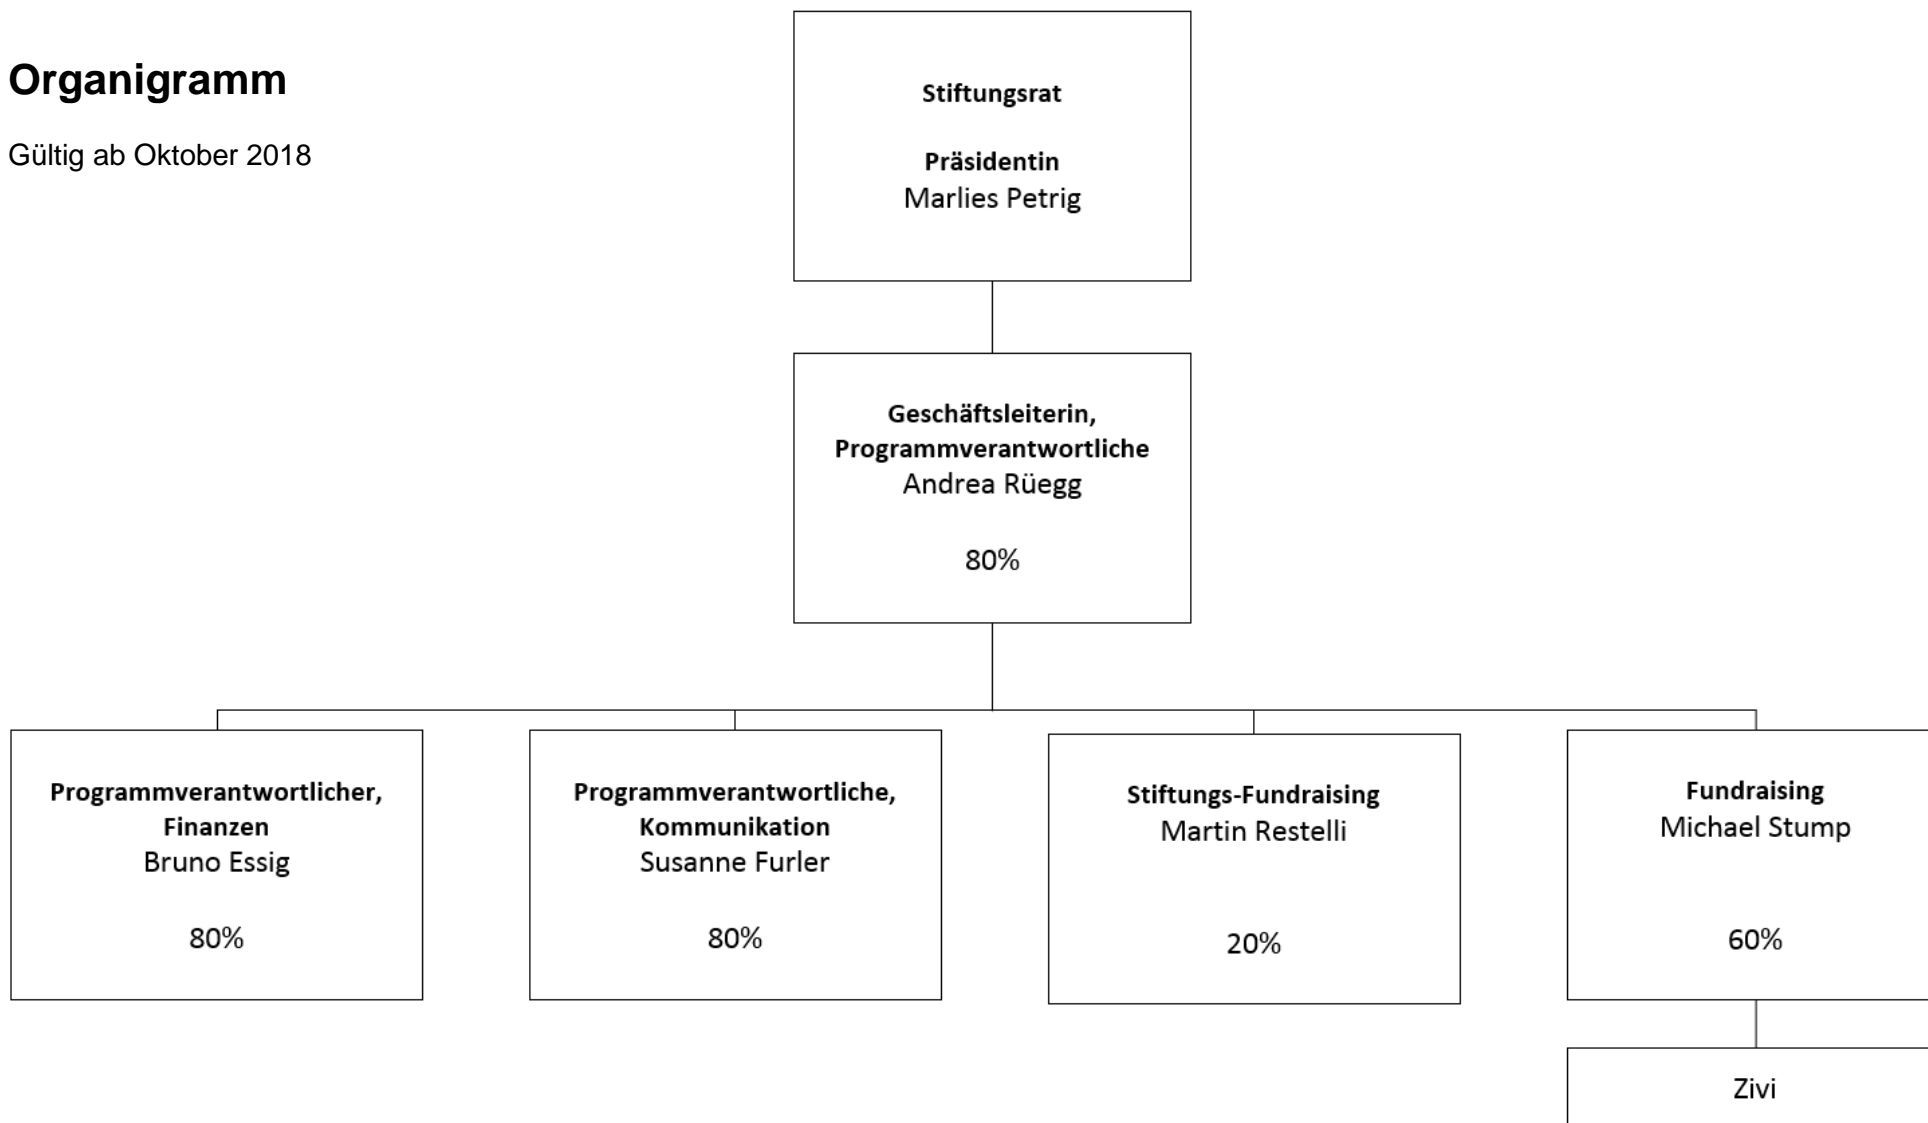 Organigramm
Gültig ab Oktober 2018
Stiftungsrat
Präsidentin
Marlies Petrig
Geschäftsleiterin,
Programmverantwortliche
Andrea Rüegg
80%
Programmverantwortlicher,
Finanzen
Bruno Essig
80%
Programmverantwortliche,
Kommunikation
Susanne Furler
80%
Stiftungs-Fundraising
Martin Restelli
20%
Fundraising
Michael Stump
60%
Zivi